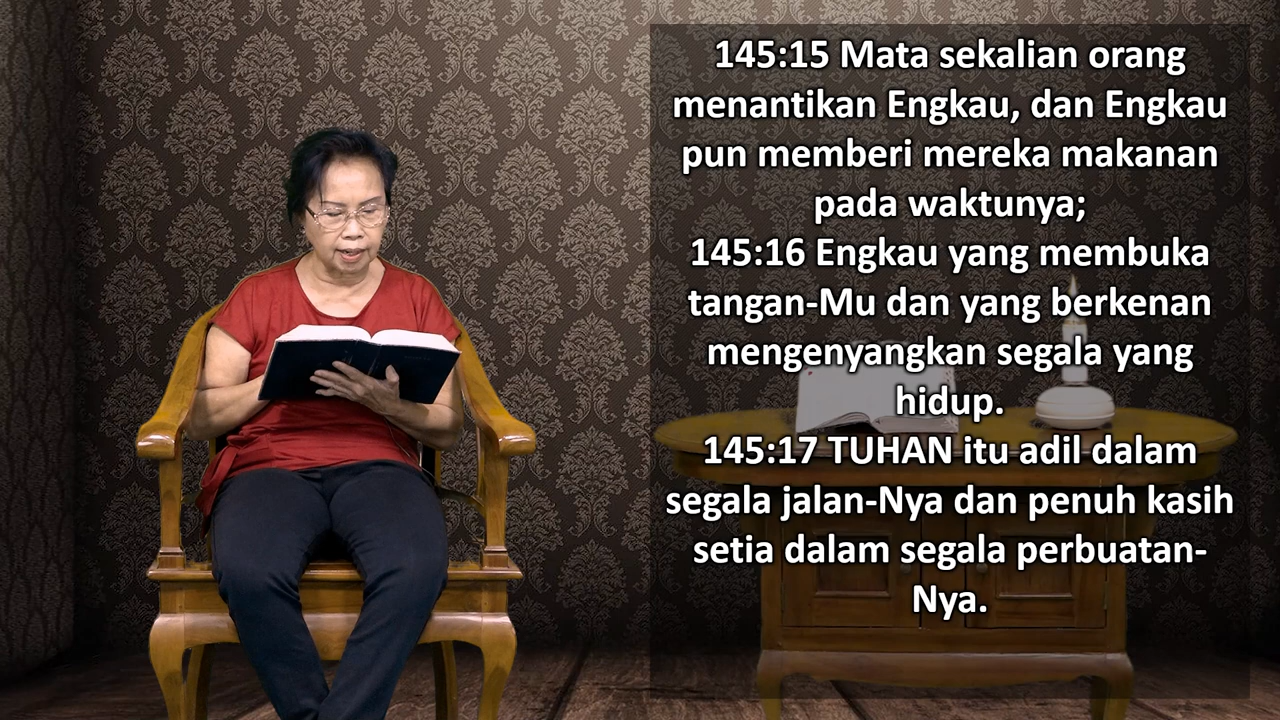 145:15 Mata sekalian orang
menantikan Engkau, dan Engkau
pun memberi mereka makanan
pada waktunya;
145:16 Engkau yang membuka
tangan-Mu dan yang berkenan
mengenyangkan segala yang
hidup.
145:17 TUHAN itu adil dalam
segala jalan-Nya dan penuh kasih
setia dalam segala perbuatan-
Nya.